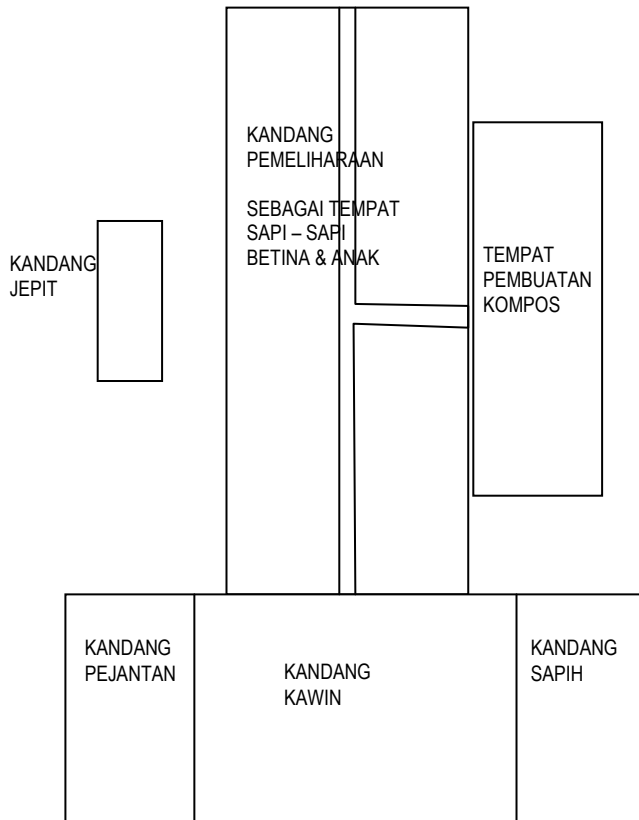 KANDANG
PEMELIHARAAN
SEBAGAI TEMPAT
SAPI – SAPI
BETINA & ANAK
KANDANG
JEPIT
TEMPAT
PEMBUATAN
KOMPOS
KANDANG
PEJANTAN
KANDANG
KAWIN
KANDANG
SAPIH